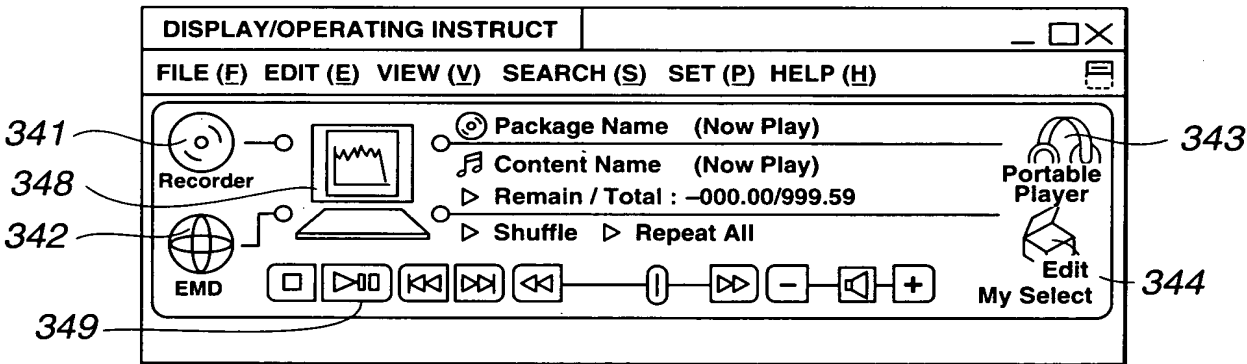 DISPLAY/OPERATING INSTRUCT
FILE (F) EDIT (E) VIEW (V) SEARCH (S) SET (P) HELP (H)
341
Recorder
348
342
EMD
349
Package Name (Now Play)
Content Name (Now Play)
Remain / Total : –000.00/999.59
Shuffle Repeat All
343
Portable
Player
Edit
My Select
344